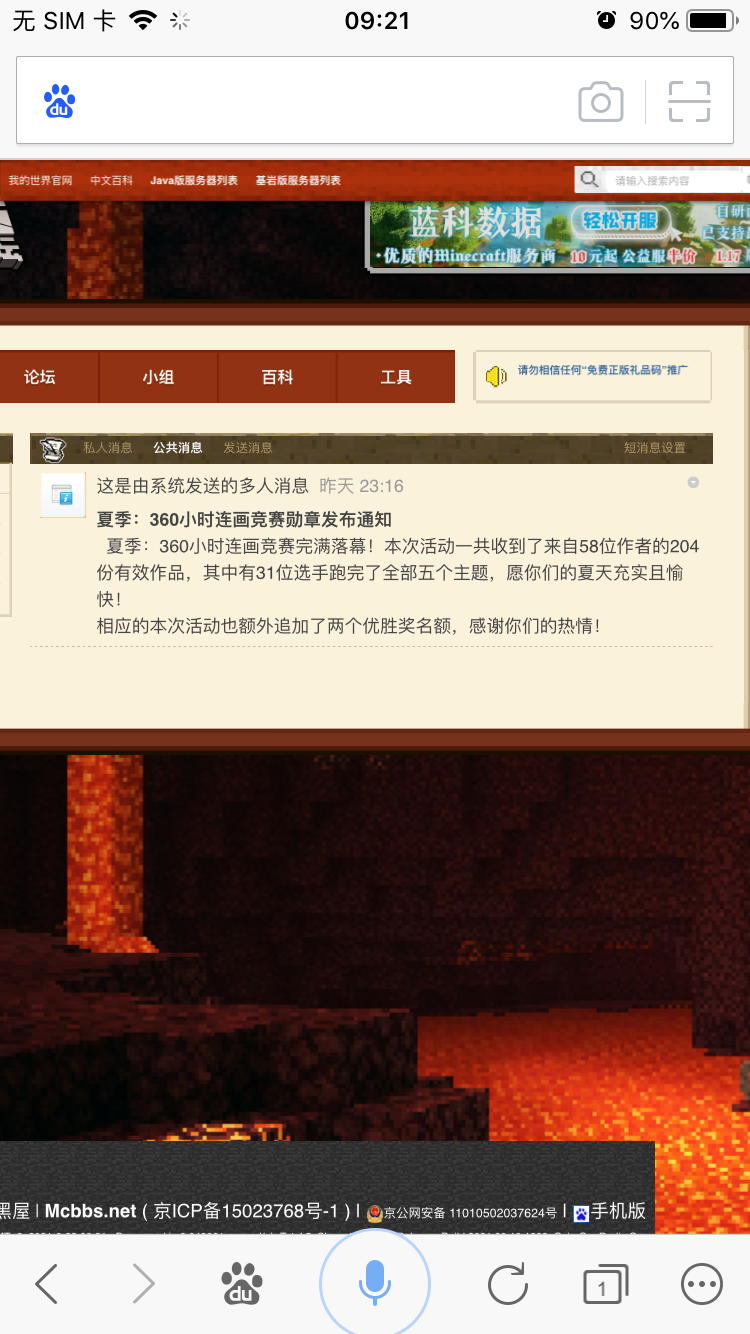 无 SIM 卡 09:21 90%
du
我的世界官网 中文百科 Java版服务器列表 基岩版服务器列表 请输入搜索内容
坛
蓝科数据 轻松开服 自研
已支持
·优质的Minecraft服务商 10元起 公益服半价 1.17
论坛 小组 百科 工具 请勿相信任何“免费正版礼品码”推广
私人消息 公共消息 发送消息 短消息设置
这是由系统发送的多人消息 昨天 23:16
夏季：360小时连画竞赛勋章发布通知
夏季：360小时连画竞赛完满落幕！本次活动一共收到了来自58位作者的204
份有效作品，其中有31位选手跑完了全部五个主题，愿你们的夏天充实且愉
快！
相应的本次活动也额外追加了两个优胜奖名额，感谢你们的热情！
黑屋 | Mcbbs.net ( 京ICP备15023768号-1 ) | 京公网安备 11010502037624号 | 手机版
du 1